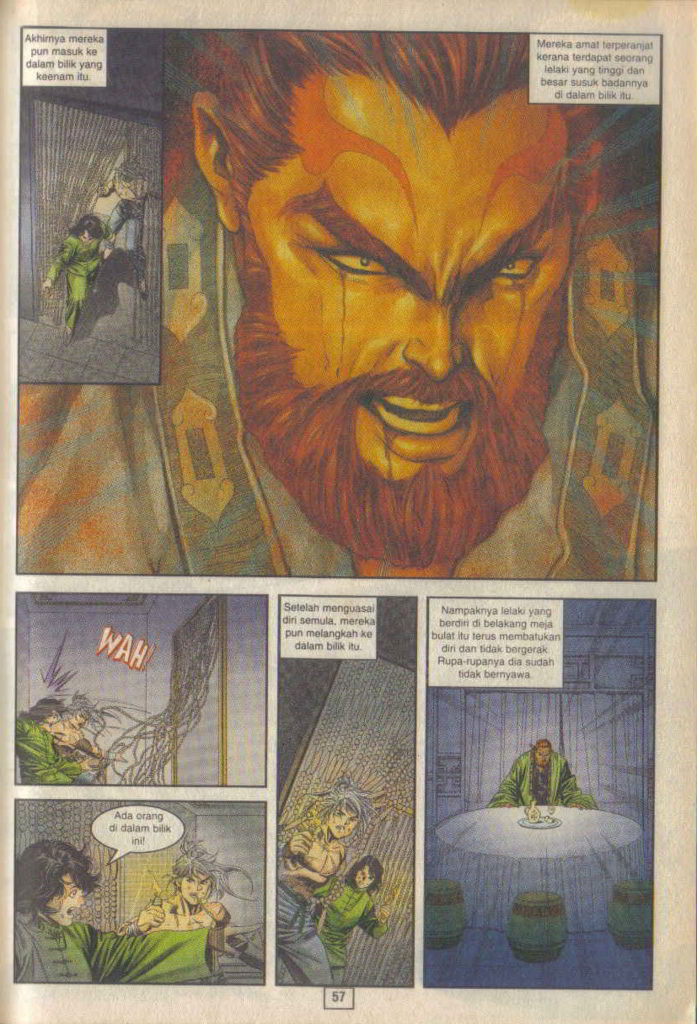 Akhirnya mereka
pun masuk ke
dalam bilik yang
keenam itu.
Mereka amat terperanjat
kerana terdapat seorang
lelaki yang tinggi dan
besar susuk badannya
di dalam bilik itu.
WAH!
Ada orang
di dalam bilik
ini!
Setelah menguasai
diri semula, mereka
pun melangkah ke
dalam bilik itu.
Nampaknya lelaki yang
berdiri di belakang meja
bulat itu terus membatukan
diri dan tidak bergerak.
Rupa-rupanya dia sudah
tidak bernyawa.
57